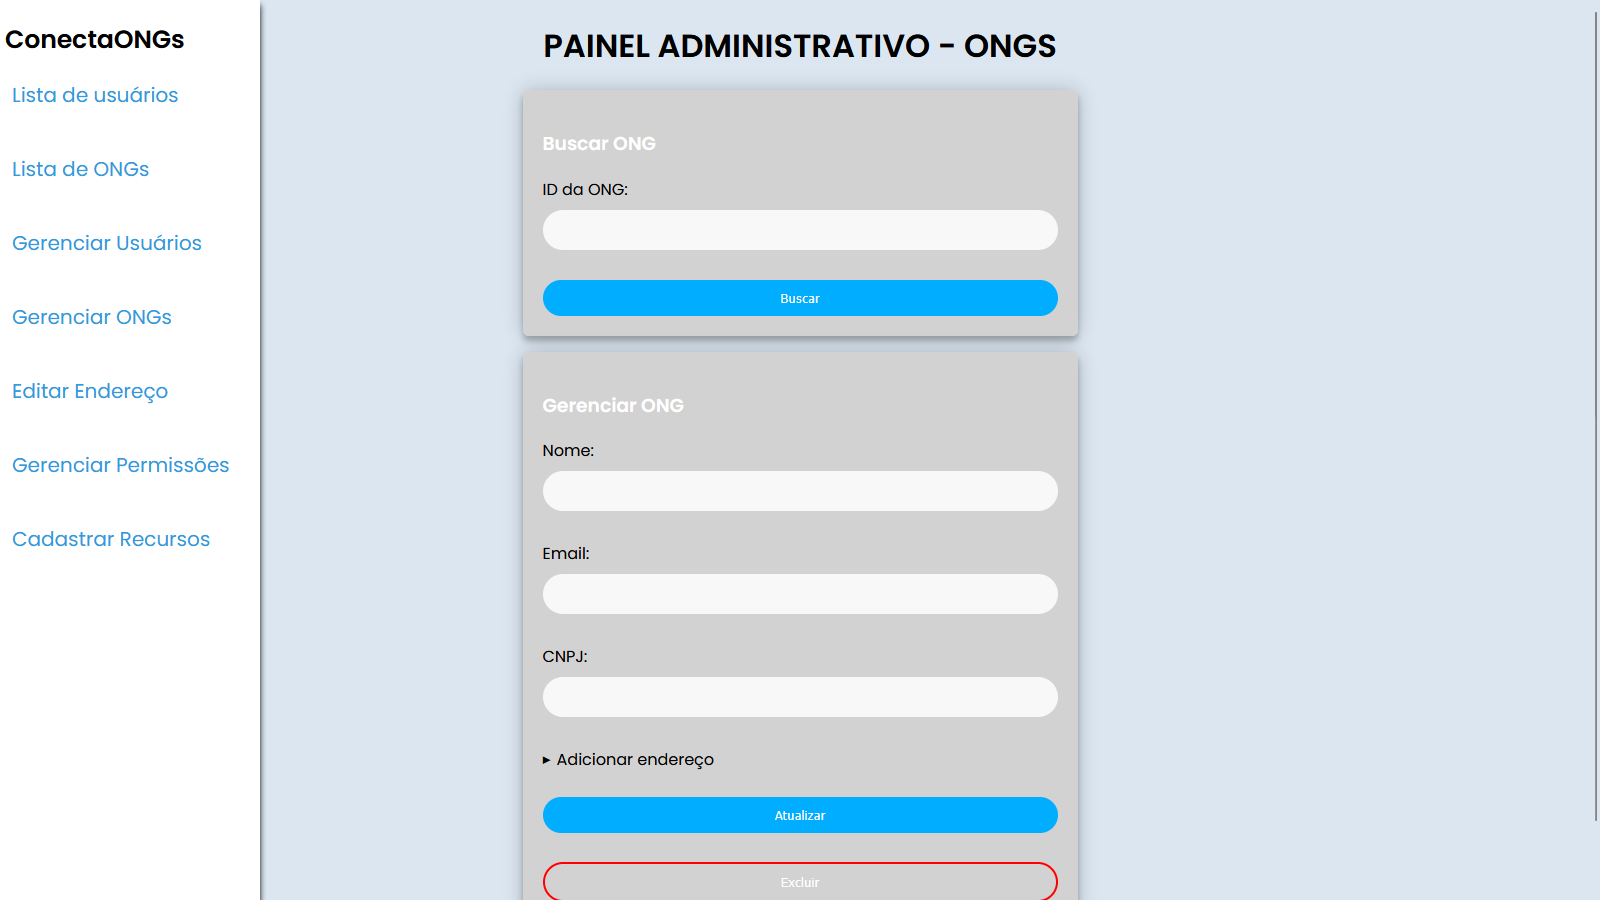 ConectaONGs
Lista de usuários
Lista de ONGs
Gerenciar Usuários
Gerenciar ONGs
Editar Endereço
Gerenciar Permissões
Cadastrar Recursos
PAINEL ADMINISTRATIVO - ONGS
Buscar ONG
ID da ONG:
Buscar
Gerenciar ONG
Nome:
Email:
CNPJ:
▸ Adicionar endereço
Atualizar
Excluir